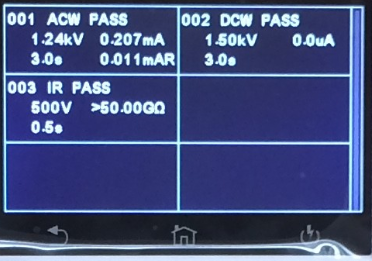 001 ACW PASS
1.24kV 0.207mA
3.0s 0.011mAR
002 DCW PASS
1.50kV 0.0uA
3.0s
003 IR PASS
500V >50.00GΩ
0.5s